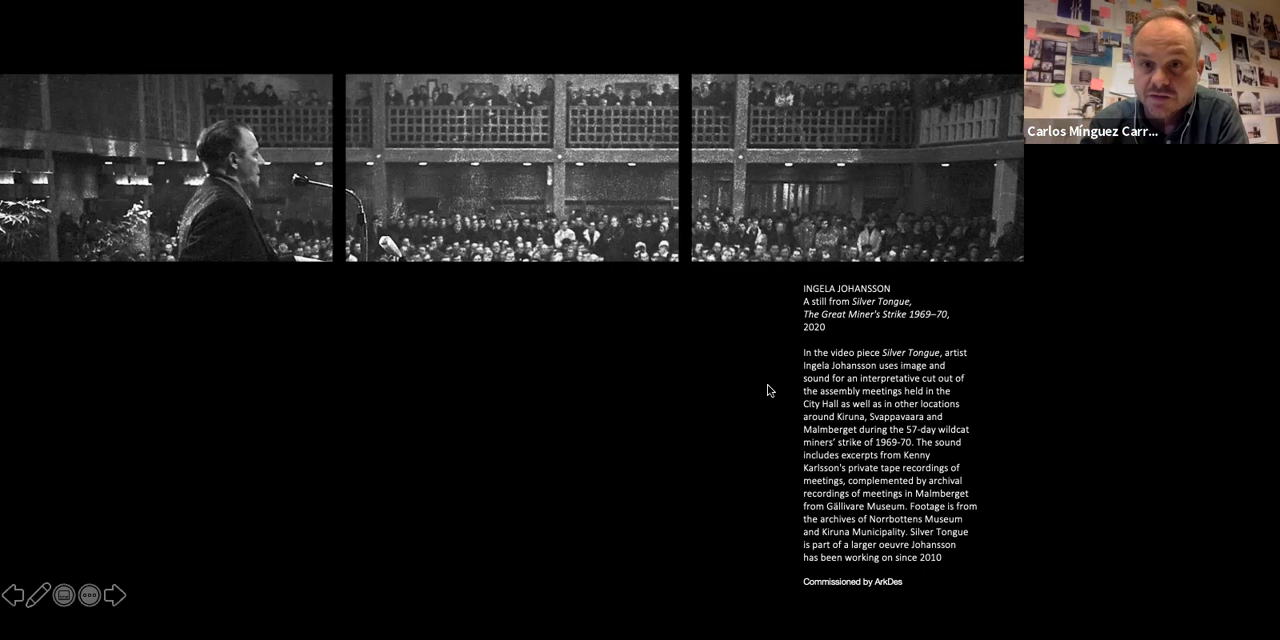 Carlos Mínguez Carr...
INGELA JOHANSSON
A still from Silver Tongue,
The Great Miner's Strike 1969–70,
2020
In the video piece Silver Tongue, artist
Ingela Johansson uses image and
sound for an interpretative cut out of
the assembly meetings held in the
City Hall as well as in other locations
around Kiruna, Svappavaara and
Malmberget during the 57-day wildcat
miners’ strike of 1969-70. The sound
includes excerpts from Kenny
Karlsson's private tape recordings of
meetings, complemented by archival
recordings of meetings in Malmberget
from Gällivare Museum. Footage is from
the archives of Norrbottens Museum
and Kiruna Municipality. Silver Tongue
is part of a larger oeuvre Johansson
has been working on since 2010
Commissioned by ArkDes